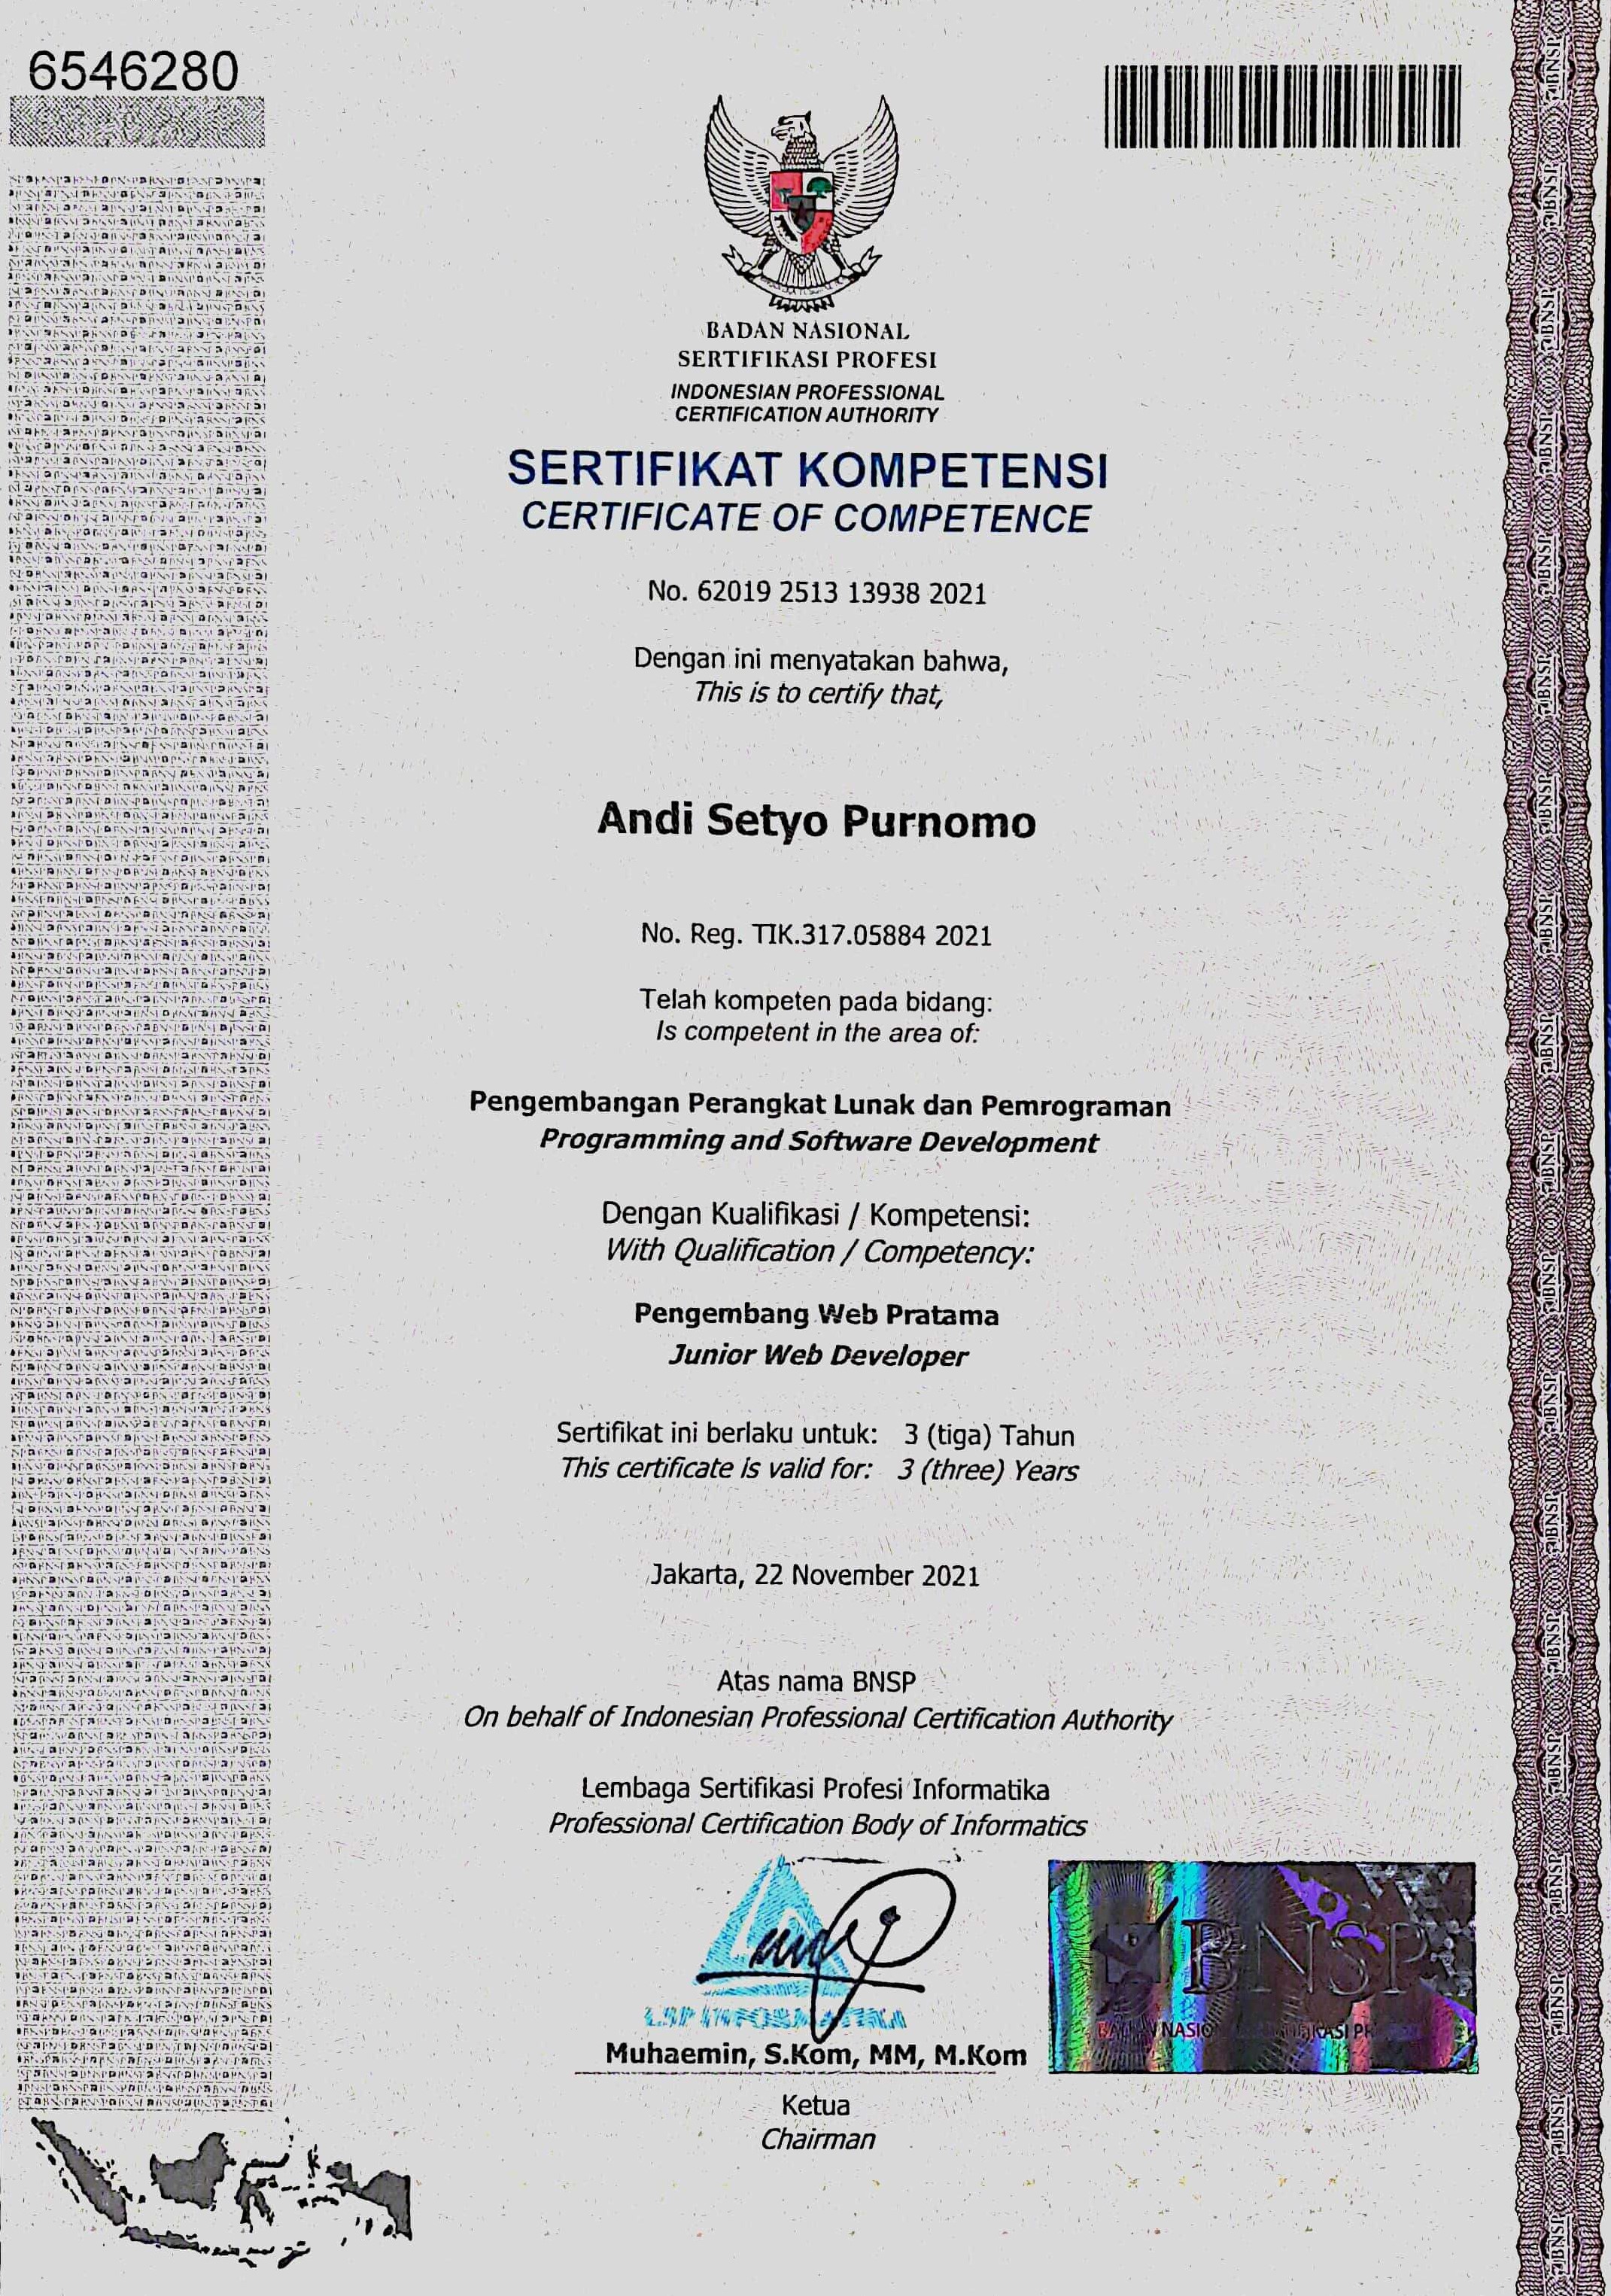 6546280
BADAN NASIONAL
SERTIFIKASI PROFESI
INDONESIAN PROFESSIONAL
CERTIFICATION AUTHORITY
SERTIFIKAT KOMPETENSI
CERTIFICATE OF COMPETENCE
No. 62019 2513 13938 2021
Dengan ini menyatakan bahwa,
This is to certify that,
Andi Setyo Purnomo
No. Reg. TIK.317.05884 2021
Telah kompeten pada bidang:
Is competent in the area of:
Pengembangan Perangkat Lunak dan Pemrograman
Programming and Software Development
Dengan Kualifikasi / Kompetensi:
With Qualification / Competency:
Pengembang Web Pratama
Junior Web Developer
Sertifikat ini berlaku untuk: 3 (tiga) Tahun
This certificate is valid for: 3 (three) Years
Jakarta, 22 November 2021
Atas nama BNSP
On behalf of Indonesian Professional Certification Authority
Lembaga Sertifikasi Profesi Informatika
Professional Certification Body of Informatics
LSP INFORMATIKA
BNSP
Muhaemin, S.Kom, MM, M.Kom
Ketua
Chairman